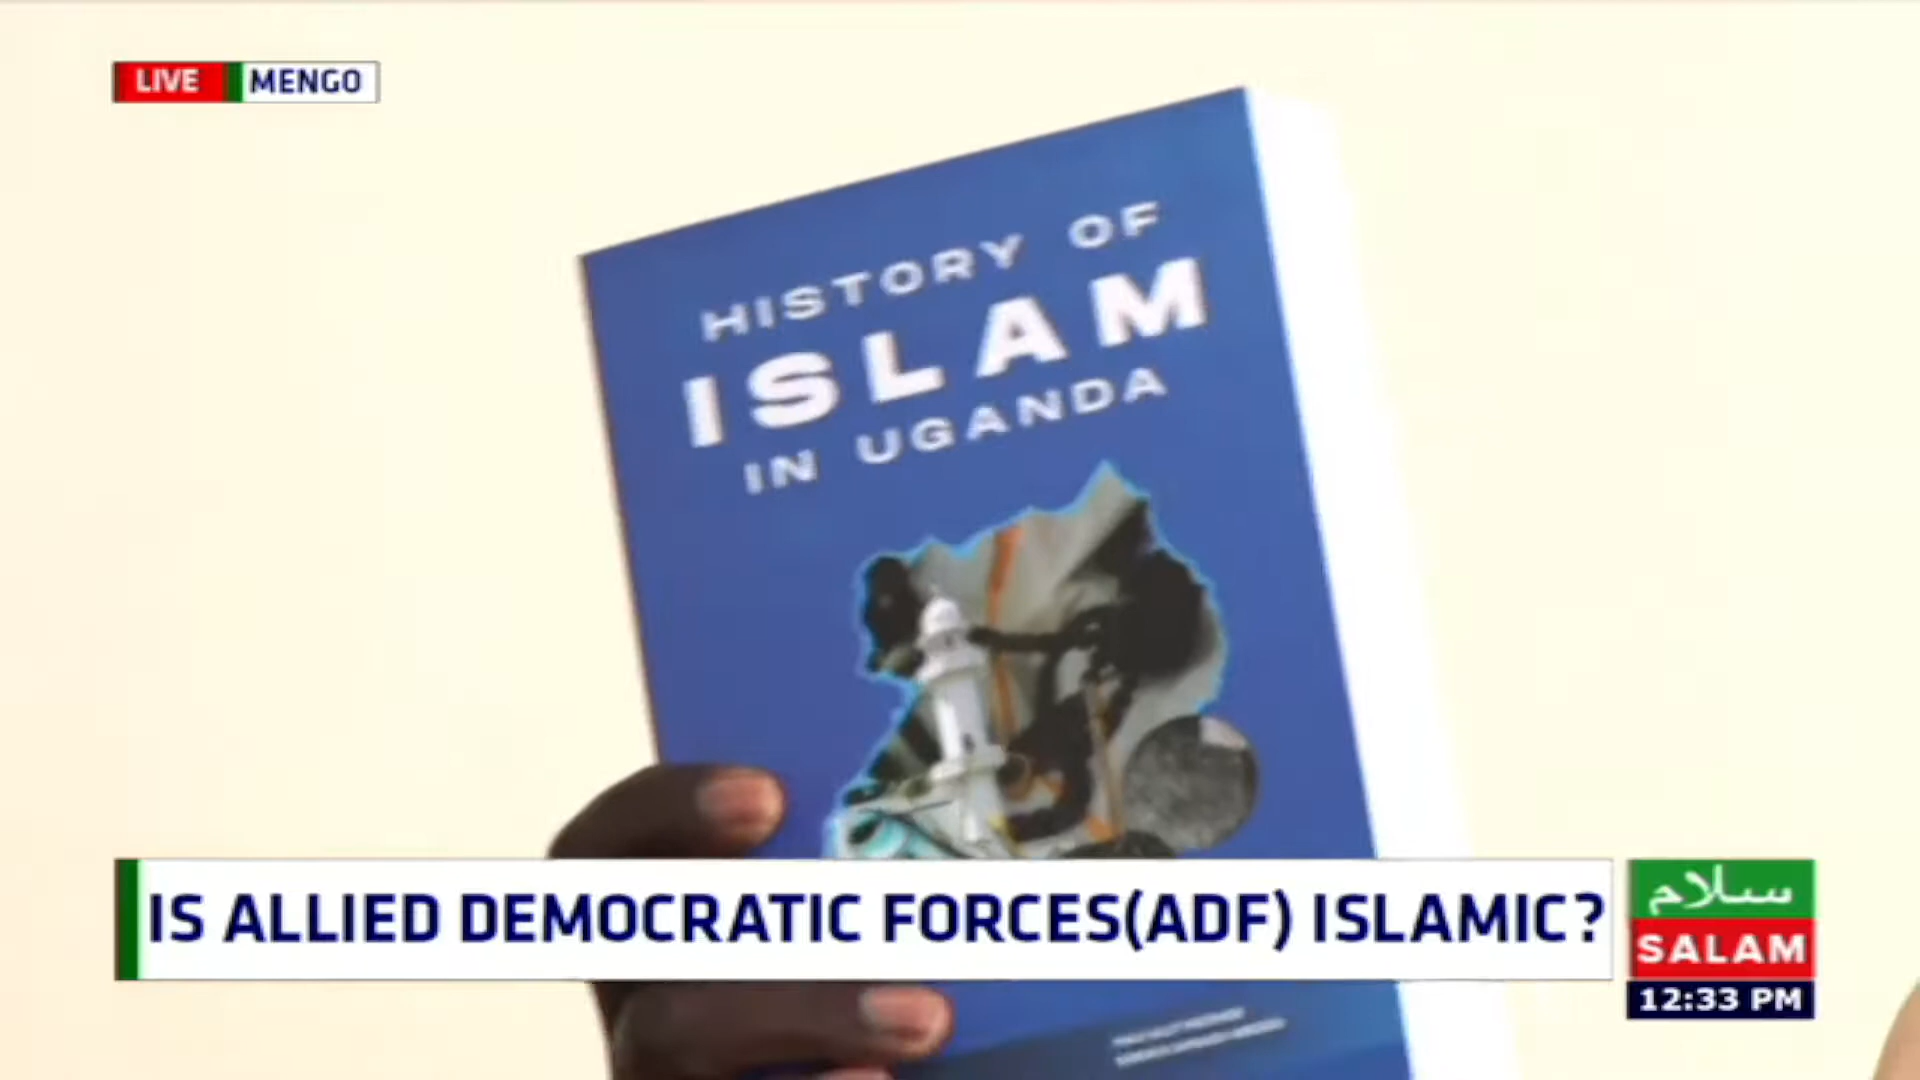 LIVE MENGO
HISTORY OF
ISLAM
IN UGANDA
IS ALLIED DEMOCRATIC FORCES(ADF) ISLAMIC?
سلام
SALAM
12:33 PM